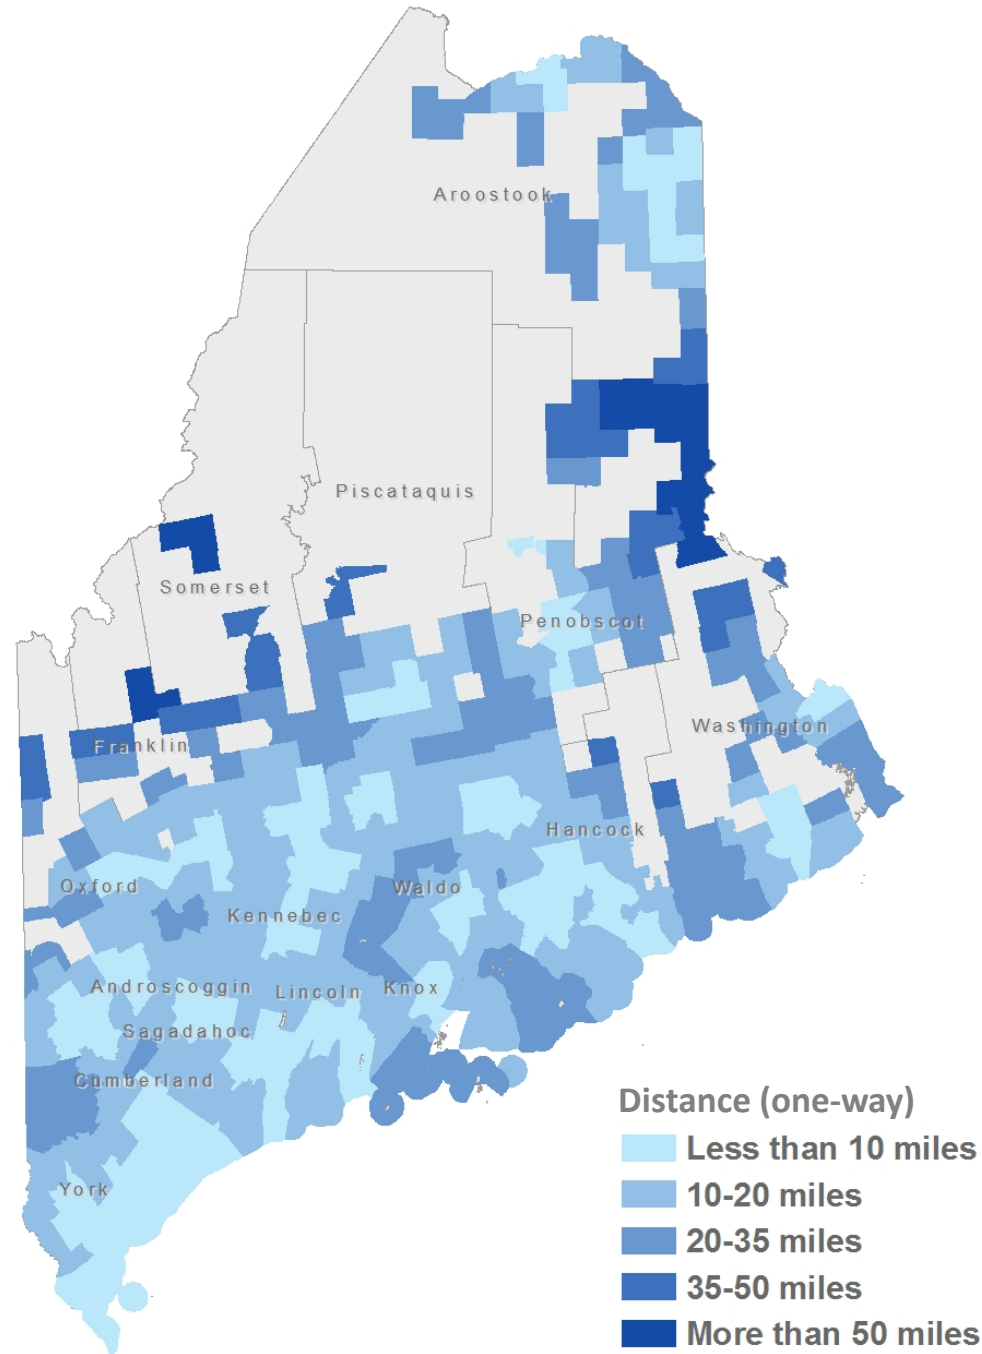 Aroostook
Piscataquis
Somerset
Penobscot
Washington
Franklin
Hancock
Oxford
Waldo
Kennebec
Androscoggin
Lincoln
Knox
Sagadahoc
Cumberland
York
Distance (one-way)
Less than 10 miles
10-20 miles
20-35 miles
35-50 miles
More than 50 miles